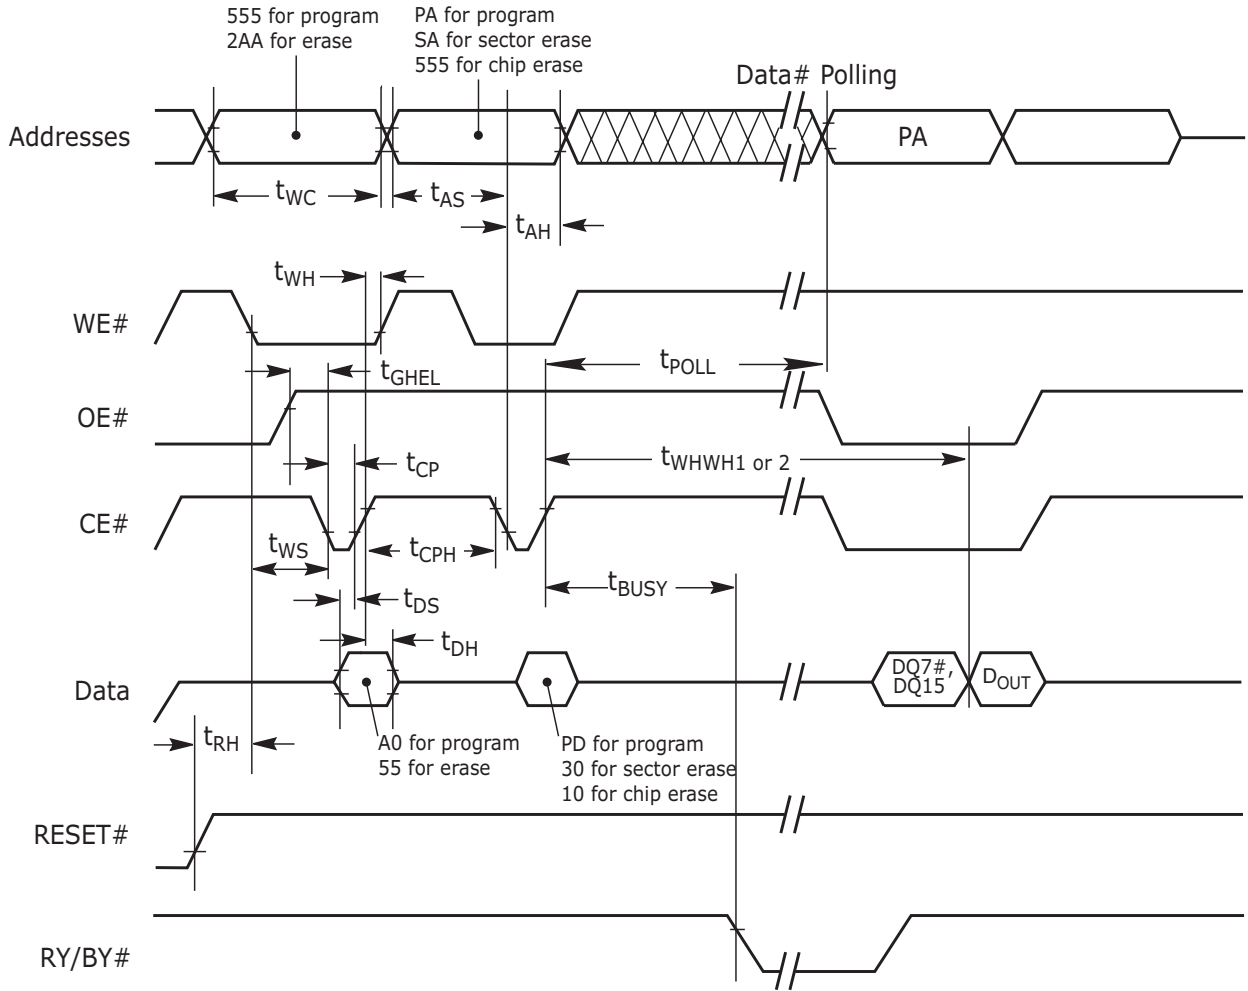 555 for program
2AA for erase
PA for program
SA for sector erase
555 for chip erase
Data# Polling
Addresses
PA
tWC
tAS
tAH
tWH
WE#
tPOLL
tGHEL
OE#
tWHWH1 or 2
tCP
CE#
tWS
tCPH
tBUSY
tDS
tDH
Data
DQ7#,
DQ15
DOUT
tRH
A0 for program
55 for erase
PD for program
30 for sector erase
10 for chip erase
RESET#
RY/BY#